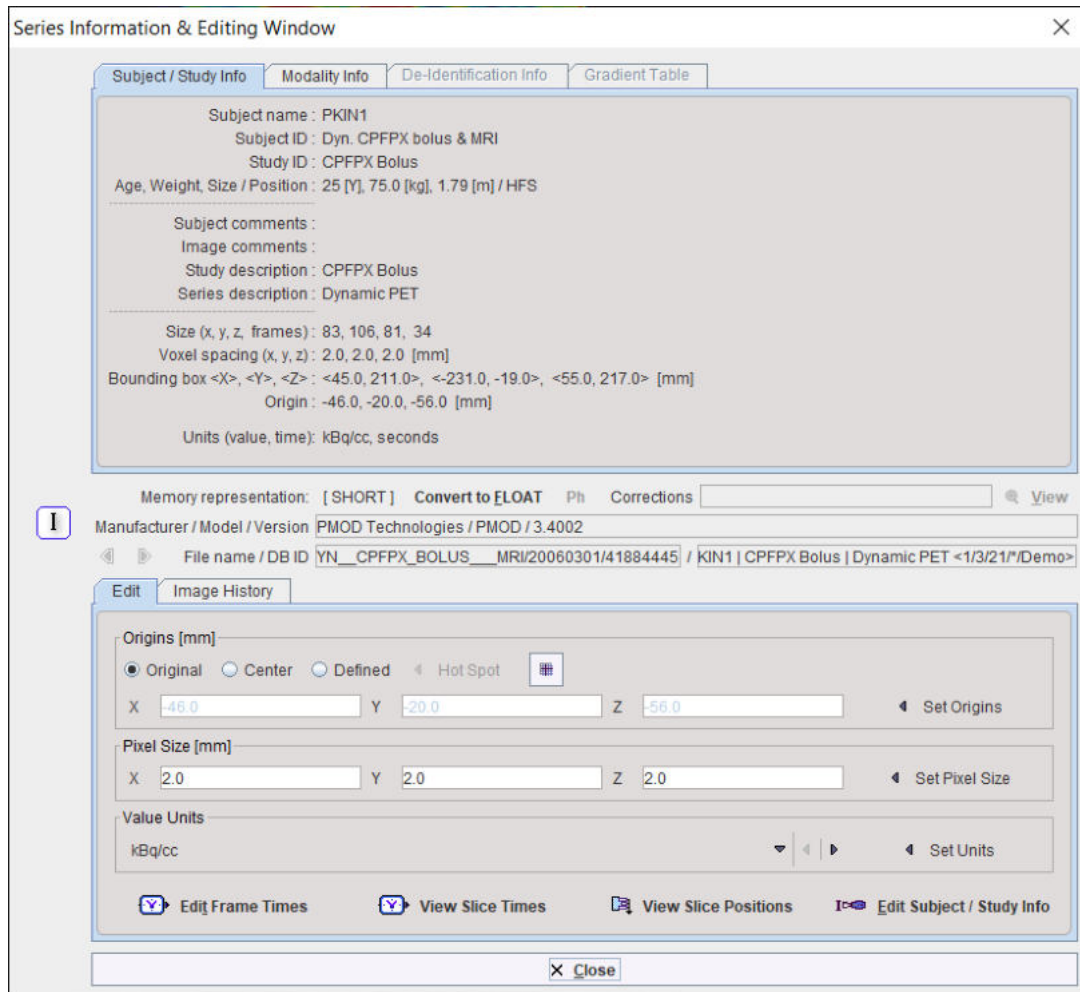 Series Information & Editing Window
Subject / Study Info Modality Info De-Identification Info Gradient Table
Subject name : PKIN1
Subject ID : Dyn. CPFPX bolus & MRI
Study ID : CPFPX Bolus
Age, Weight, Size / Position : 25 [Y], 75.0 [kg], 1.79 [m] / HFS
Subject comments :
Image comments :
Study description : CPFPX Bolus
Series description : Dynamic PET
Size (x, y, z, frames) : 83, 106, 81, 34
Voxel spacing (x, y, z) : 2.0, 2.0, 2.0 [mm]
Bounding box <X>, <Y>, <Z> : <45.0, 211.0>, <-231.0, -19.0>, <55.0, 217.0> [mm]
Origin : -46.0, -20.0, -56.0 [mm]
Units (value, time): kBq/cc, seconds
Memory representation: [ SHORT ] Convert to FLOAT Ph Corrections View
I
Manufacturer / Model / Version PMOD Technologies / PMOD / 3.4002
File name / DB ID YN__CPFPX_BOLUS___MRI/20060301/41884445 / KIN1 | CPFPX Bolus | Dynamic PET <1/3/21/*/Demo>
Edit Image History
Origins [mm]
Original Center Defined Hot Spot
X -46.0 Y -20.0 Z -56.0 Set Origins
Pixel Size [mm]
X 2.0 Y 2.0 Z 2.0 Set Pixel Size
Value Units
kBq/cc Set Units
Edit Frame Times View Slice Times View Slice Positions Edit Subject / Study Info
Close